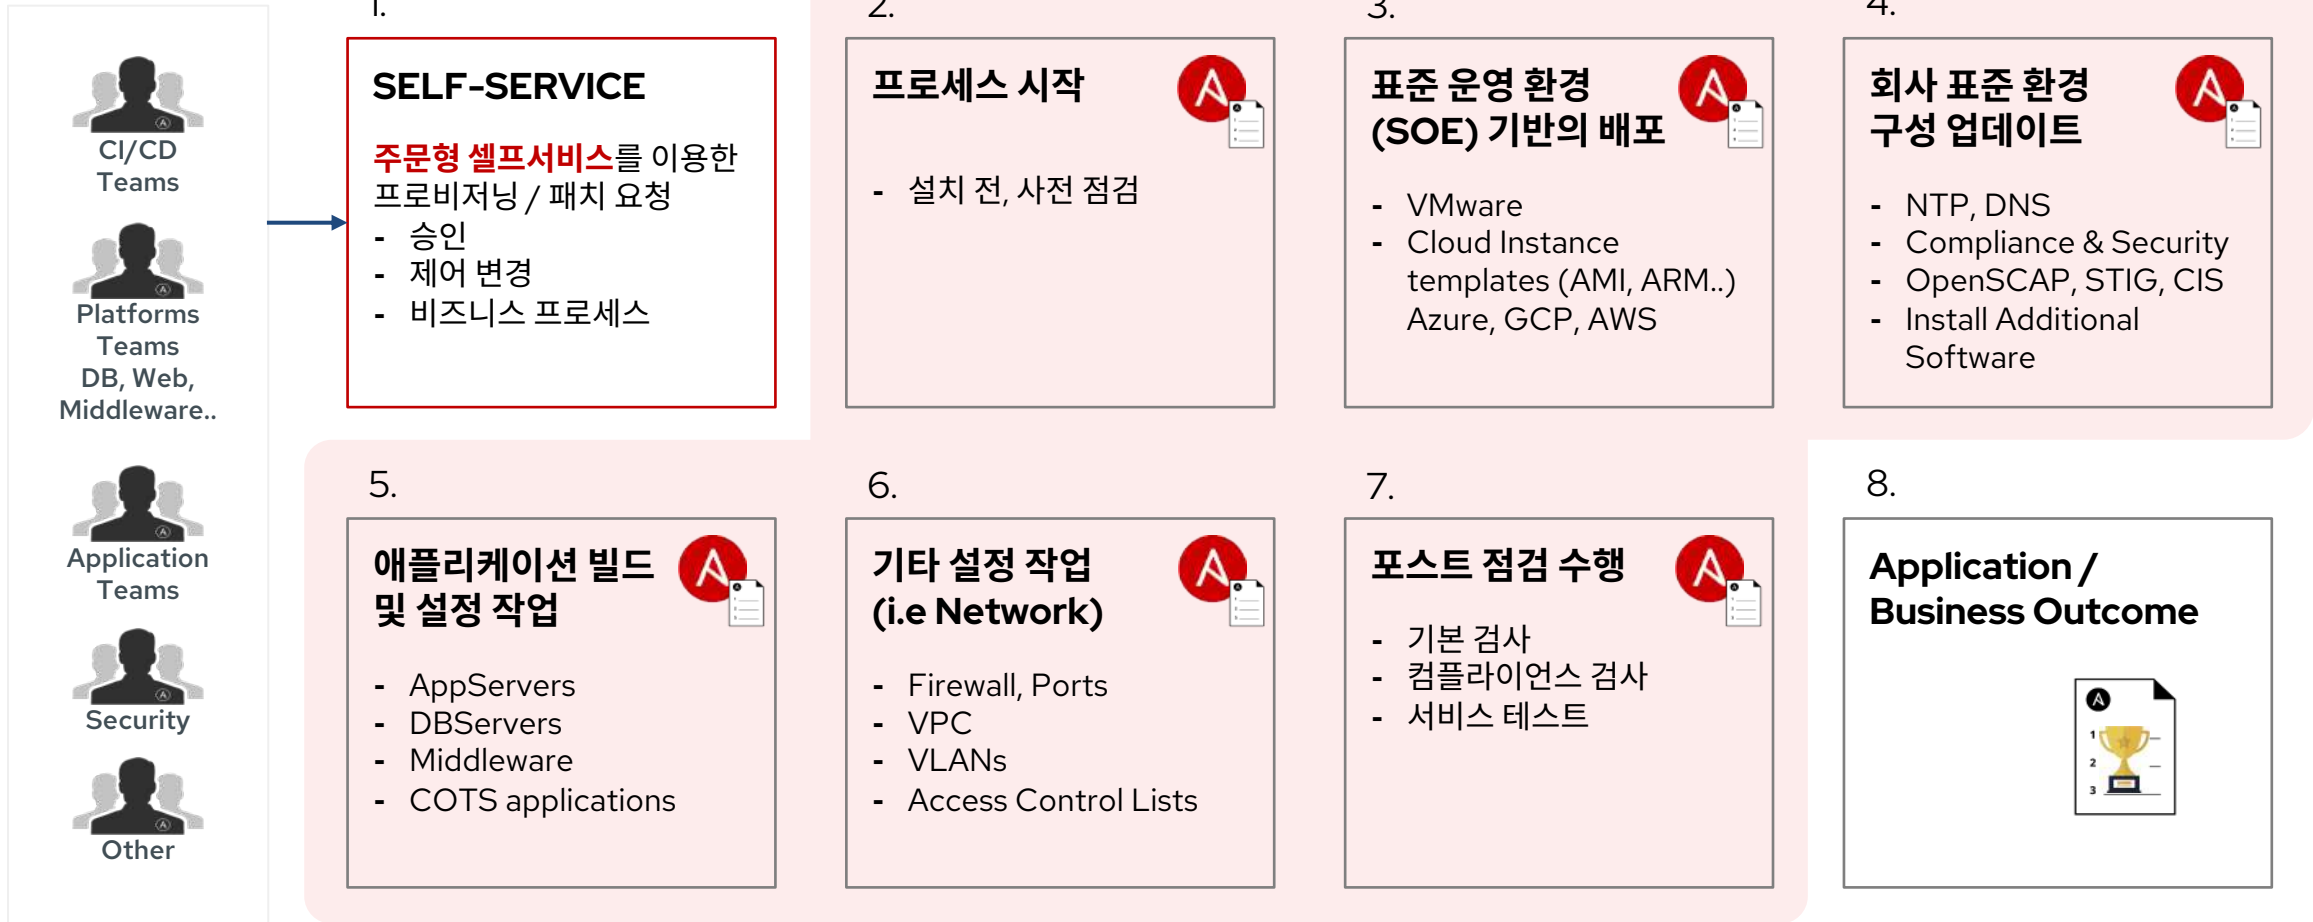 CI/CD
Teams
Platforms
Teams
DB, Web,
Middleware..
Application
Teams
Security
Other
1.
SELF-SERVICE
주문형 셀프서비스를 이용한
프로비저닝 / 패치 요청
- 승인
- 제어 변경
- 비즈니스 프로세스
2.
프로세스 시작
- 설치 전, 사전 점검
3.
표준 운영 환경
(SOE) 기반의 배포
- VMware
- Cloud Instance
templates (AMI, ARM..)
Azure, GCP, AWS
4.
회사 표준 환경
구성 업데이트
- NTP, DNS
- Compliance & Security
- OpenSCAP, STIG, CIS
- Install Additional
Software
5.
애플리케이션 빌드
및 설정 작업
- AppServers
- DBServers
- Middleware
- COTS applications
6.
기타 설정 작업
(i.e Network)
- Firewall, Ports
- VPC
- VLANs
- Access Control Lists
7.
포스트 점검 수행
- 기본 검사
- 컴플라이언스 검사
- 서비스 테스트
8.
Application /
Business Outcome
1
2
3